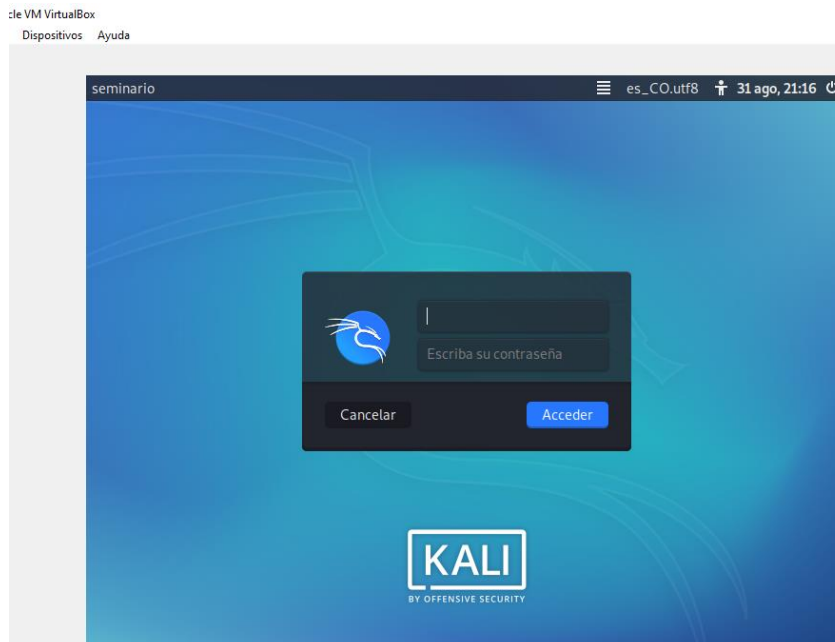 cle VM VirtualBox
Dispositivos Ayuda
seminario es_CO.utf8 31 ago, 21:16
Escriba su contraseña
Cancelar Acceder
KALI
BY OFFENSIVE SECURITY